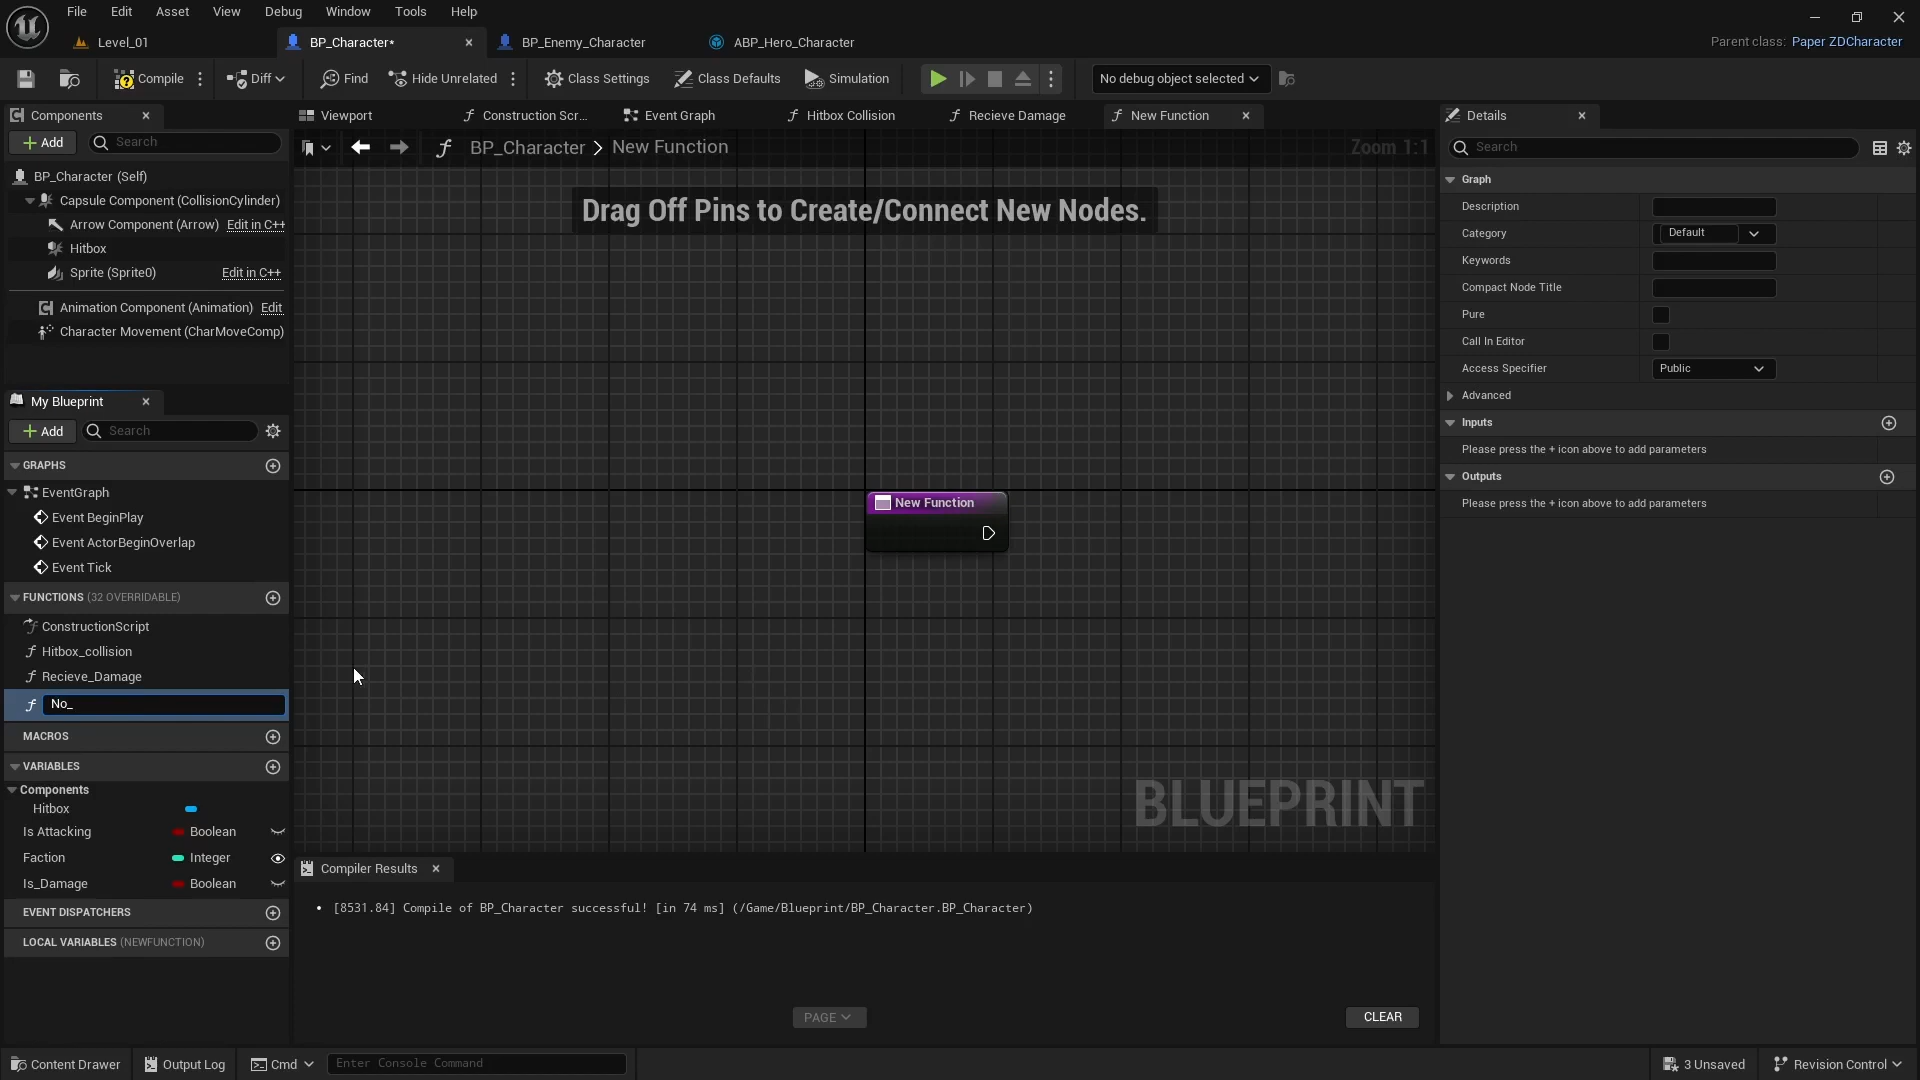 File Edit Asset View Debug Window Tools Help
Level_01 BP_Character* BP_Enemy_Character ABP_Hero_Character Parent class: Paper ZDCharacter
Compile Diff Find Hide Unrelated Class Settings Class Defaults Simulation No debug object selected
Components
Add Search
BP_Character (Self)
Capsule Component (CollisionCylinder)
Arrow Component (Arrow) Edit in C++
Hitbox
Sprite (Sprite0) Edit in C++
Animation Component (Animation) Edit
Character Movement (CharMoveComp)
My Blueprint
Add Search
GRAPHS
EventGraph
Event BeginPlay
Event ActorBeginOverlap
Event Tick
FUNCTIONS (32 OVERRIDABLE)
ConstructionScript
Hitbox_collision
Recieve_Damage
No_
MACROS
VARIABLES
Components
Hitbox
Is Attacking Boolean
Faction Integer
Is_Damage Boolean
EVENT DISPATCHERS
LOCAL VARIABLES (NEWFUNCTION)
Viewport Construction Scr... Event Graph Hitbox Collision Recieve Damage New Function
BP_Character > New Function Zoom 1:1
Drag Off Pins to Create/Connect New Nodes.
New Function
BLUEPRINT
Compiler Results
[8531.84] Compile of BP_Character successful! [in 74 ms] (/Game/Blueprint/BP_Character.BP_Character)
PAGE CLEAR
Details
Search
Graph
Description
Category Default
Keywords
Compact Node Title
Pure
Call In Editor
Access Specifier Public
Advanced
Inputs
Please press the + icon above to add parameters
Outputs
Please press the + icon above to add parameters
Content Drawer Output Log Cmd Enter Console Command 3 Unsaved Revision Control